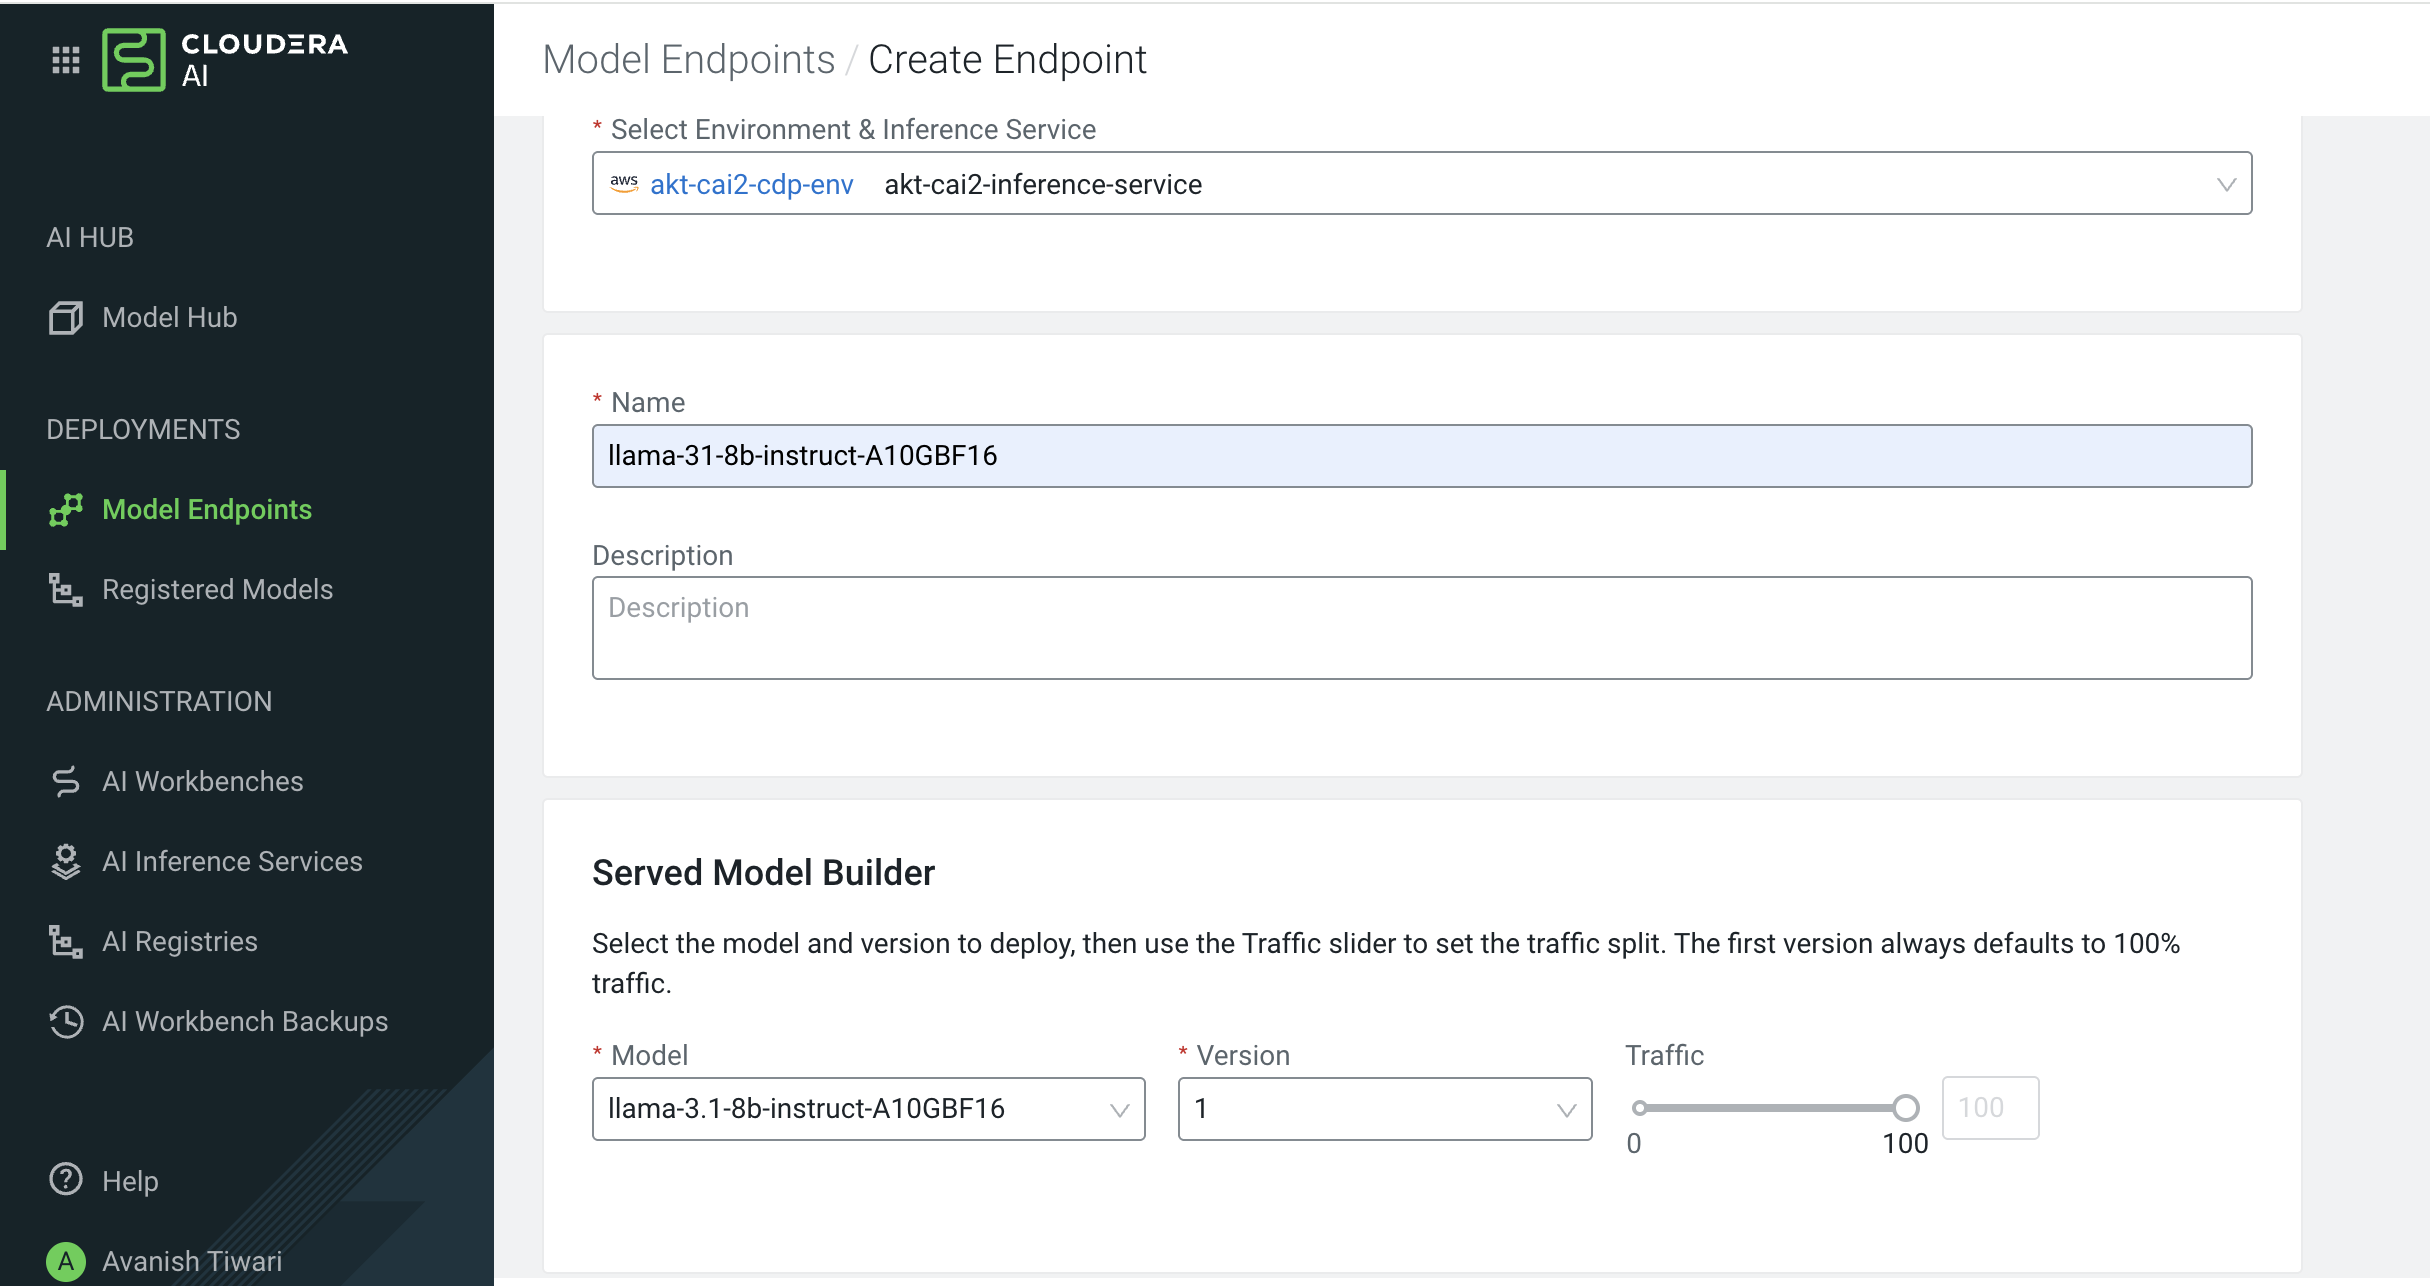 CLOUDERA
AI
AI HUB
Model Hub
DEPLOYMENTS
Model Endpoints
Registered Models
ADMINISTRATION
AI Workbenches
AI Inference Services
AI Registries
AI Workbench Backups
Help
A Avanish Tiwari
Model Endpoints / Create Endpoint
* Select Environment & Inference Service
aws akt-cai2-cdp-env akt-cai2-inference-service
* Name
llama-31-8b-instruct-A10GBF16
Description
Description
Served Model Builder
Select the model and version to deploy, then use the Traffic slider to set the traffic split. The first version always defaults to 100%
traffic.
* Model * Version Traffic
llama-3.1-8b-instruct-A10GBF16 1 100
0 100